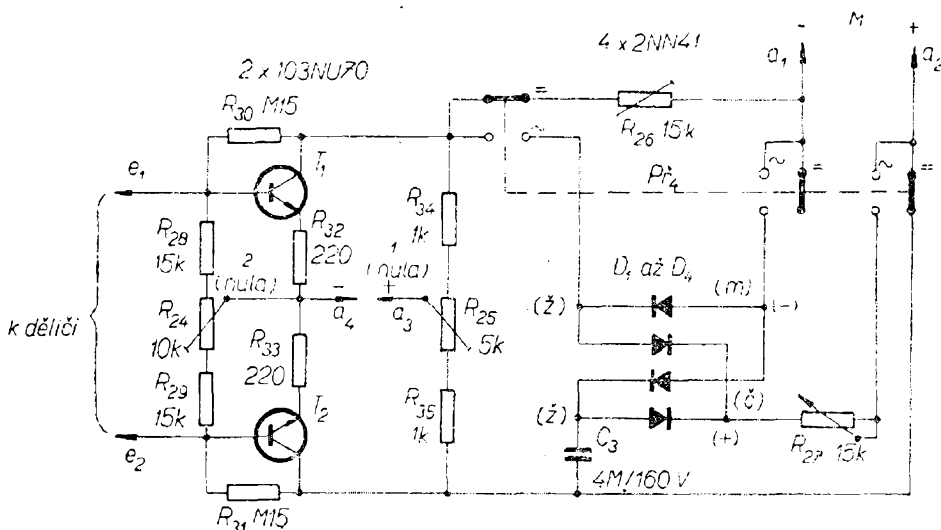 2 x 103NU70
4 x 2NN41
- M +
a1 a2
R30 M15
=
~
R26 15k
~ =
~ =
Př4
e1
T1
R28
15k
R32
220
R34
1k
2
(nula)
1
(nula)
-
a4
+
a3
R24
10k
R25
5k
k děliči
R33
220
R29
15k
T2
R35
1k
e2
R31 M15
D1 až D4
(ž)
(m)
(-)
(ž)
(č)
(+)
C3
4M/160 V
R27 15k